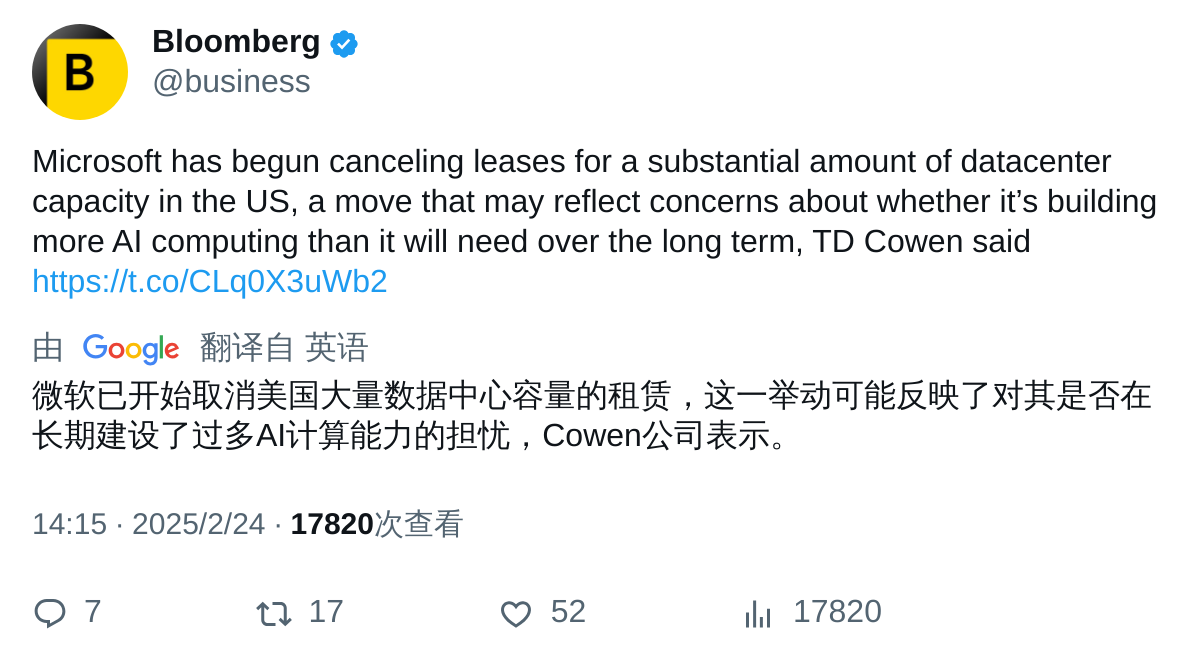 B
Bloomberg
@business
Microsoft has begun canceling leases for a substantial amount of datacenter
capacity in the US, a move that may reflect concerns about whether it’s building
more AI computing than it will need over the long term, TD Cowen said
https://t.co/CLq0X3uWb2
由 Google 翻译自 英语
微软已开始取消美国大量数据中心容量的租赁，这一举动可能反映了对其是否在
长期建设了过多AI计算能力的担忧，Cowen公司表示。
14:15 · 2025/2/24 · 17820次查看
7 17 52 17820